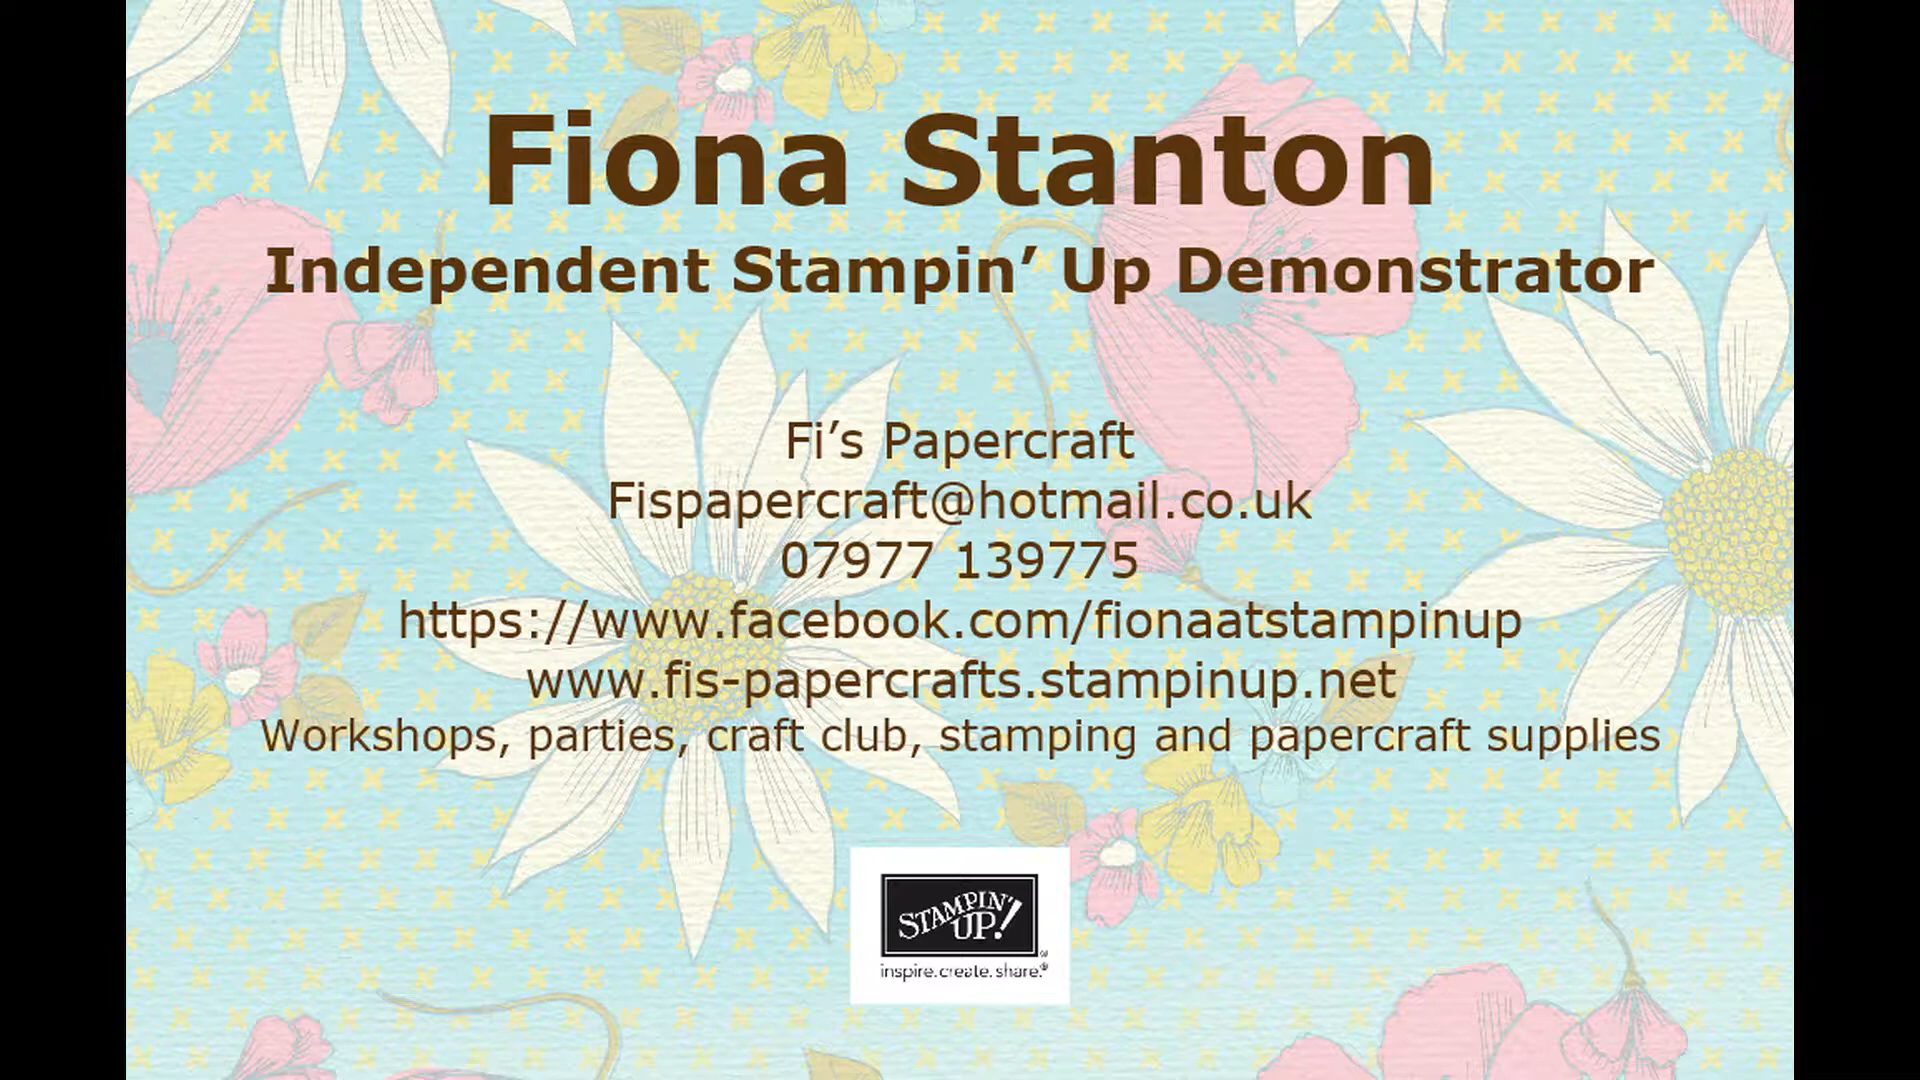 Fiona Stanton
Independent Stampin’ Up Demonstrator
Fi’s Papercraft
Fispapercraft@hotmail.co.uk
07977 139775
https://www.facebook.com/fionaatstampinup
www.fis-papercrafts.stampinup.net
Workshops, parties, craft club, stamping and papercraft supplies
STAMPIN’
UP!®
inspire.create.share.®